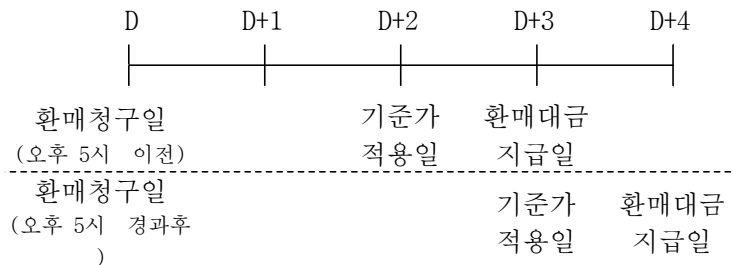 D D+1 D+2 D+3 D+4
환매청구일 기준가 환매대금
(오후 5시 이전) 적용일 지급일
환매청구일 기준가 환매대금
(오후 5시 경과후 적용일 지급일
)